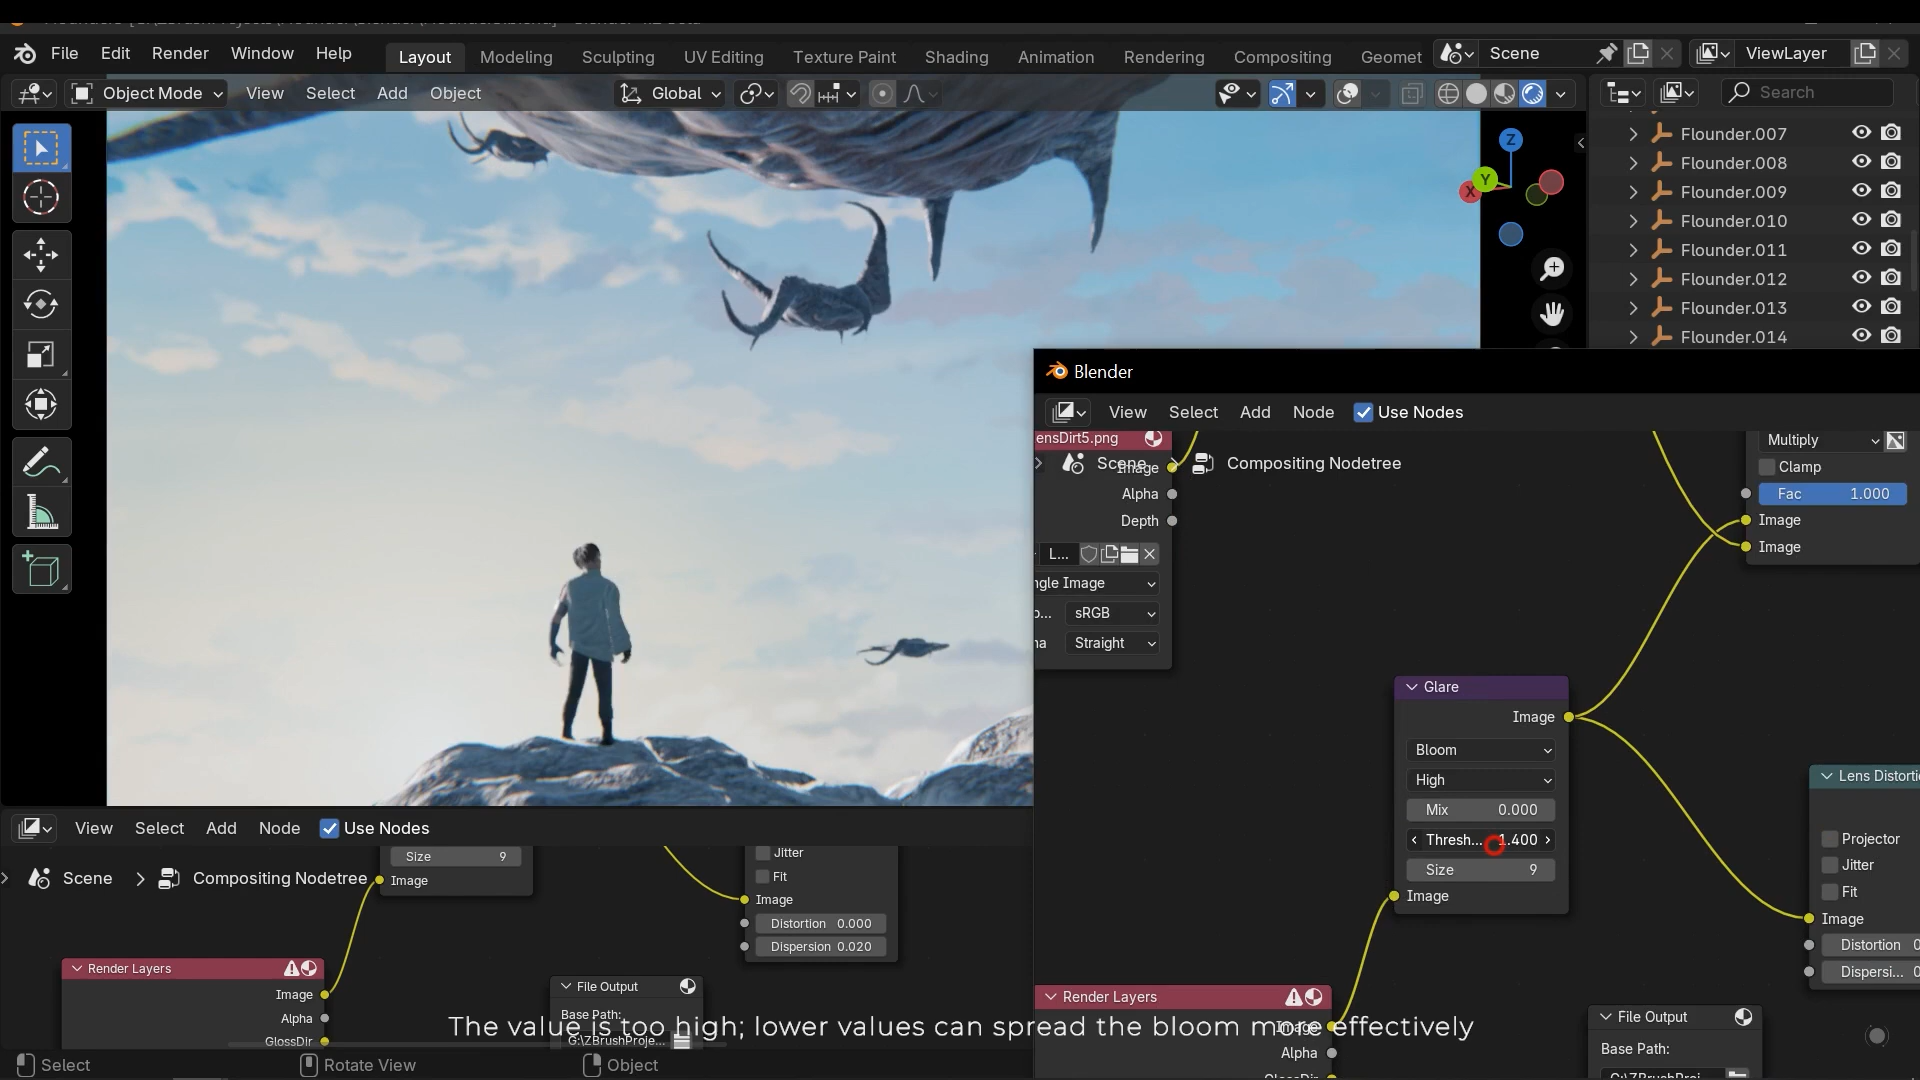 File Edit Render Window Help
Layout Modeling Sculpting UV Editing Texture Paint Shading Animation Rendering Compositing Geomet
Scene
ViewLayer
Object Mode View Select Add Object
Global
Search
Flounder.007
Flounder.008
Flounder.009
Flounder.010
Flounder.011
Flounder.012
Flounder.013
Flounder.014
Z
Y
X
Blender
View Select Add Node Use Nodes
ensDirt5.png
Scene
Compositing Nodetree
Image
Alpha
Depth
L...
ngle Image
sRGB
Straight
Multiply
Clamp
Fac 1.000
Image
Image
Glare
Image
Bloom
High
Mix 0.000
Thresh... 1.400
Size 9
Image
Lens Distorti
Projector
Jitter
Fit
Image
Distortion 0
Dispersi... 0
Render Layers
Image
Alpha
File Output
Base Path:
View Select Add Node Use Nodes
Size 9
Scene Compositing Nodetree
Image
Jitter
Fit
Image
Distortion 0.000
Dispersion 0.020
Render Layers
Image
Alpha
GlossDir
File Output
Base Path:
G:\ZBrushProje...
The value is too high; lower values can spread the bloom more effectively
Select Rotate View Object